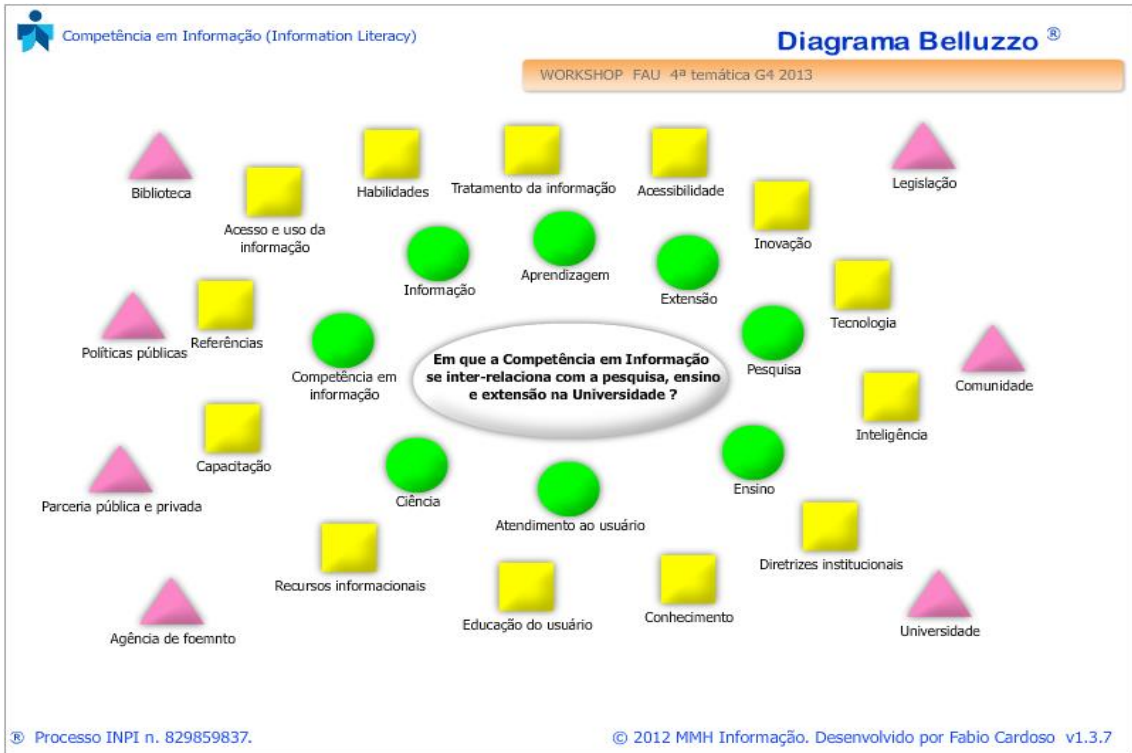 Competência em Informação (Information Literacy)
Diagrama Belluzzo ®
WORKSHOP FAU 4ª temática G4 2013
Biblioteca
Acesso e uso da
informação
Habilidades
Tratamento da informação
Acessibilidade
Legislação
Inovação
Informação
Aprendizagem
Extensão
Tecnologia
Políticas públicas
Referências
Competência em
informação
Em que a Competência em Informação
se inter-relaciona com a pesquisa, ensino
e extensão na Universidade ?
Pesquisa
Comunidade
Inteligência
Capacitação
Parceria pública e privada
Ciência
Atendimento ao usuário
Ensino
Diretrizes institucionais
Recursos informacionais
Educação do usuário
Conhecimento
Agência de foemnto
Universidade
® Processo INPI n. 829859837.
© 2012 MMH Informação. Desenvolvido por Fabio Cardoso v1.3.7